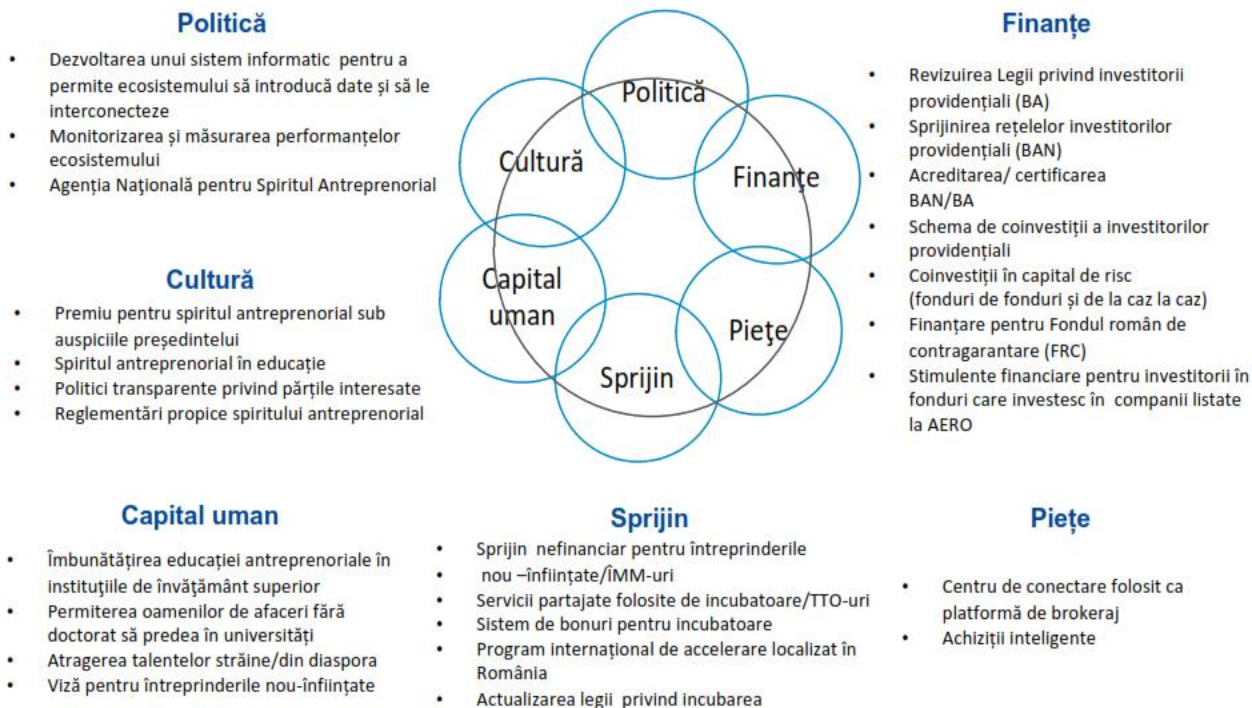 Politică
• Dezvoltarea unui sistem informatic pentru a
permite ecosistemului să introducă date și să le
interconecteze
• Monitorizarea și măsurarea performanțelor
ecosistemului
• Agenția Naţională pentru Spiritul Antreprenorial
Cultură
• Premiu pentru spiritul antreprenorial sub
auspiciile președintelui
• Spiritul antreprenorial în educație
• Politici transparente privind părțile interesate
• Reglementări propice spiritului antreprenorial
Politică
Cultură
Finanţe
Capital
uman
Pieţe
Sprijin
Finanțe
• Revizuirea Legii privind investitorii
providențiali (BA)
• Sprijinirea rețelelor investitorilor
providențiali (BAN)
• Acreditarea/ certificarea
BAN/BA
• Schema de coinvestiții a investitorilor
providențiali
• Coinvestiții în capital de risc
(fonduri de fonduri și de la caz la caz)
• Finanțare pentru Fondul român de
contragarantare (FRC)
• Stimulente financiare pentru investitorii în
fonduri care investesc în companii listate
la AERO
Capital uman
• Îmbunătățirea educației antreprenoriale în
instituţiile de învăţământ superior
• Permiterea oamenilor de afaceri fără
doctorat să predea în universități
• Atragerea talentelor străine/din diaspora
• Viză pentru întreprinderile nou-înființate
Sprijin
• Sprijin nefinanciar pentru întreprinderile
• nou –înființate/ÎMM-uri
• Servicii partajate folosite de incubatoare/TTO-uri
• Sistem de bonuri pentru incubatoare
• Program internațional de accelerare localizat în
România
• Actualizarea legii privind incubarea
Piețe
• Centru de conectare folosit ca
platformă de brokeraj
• Achiziții inteligente